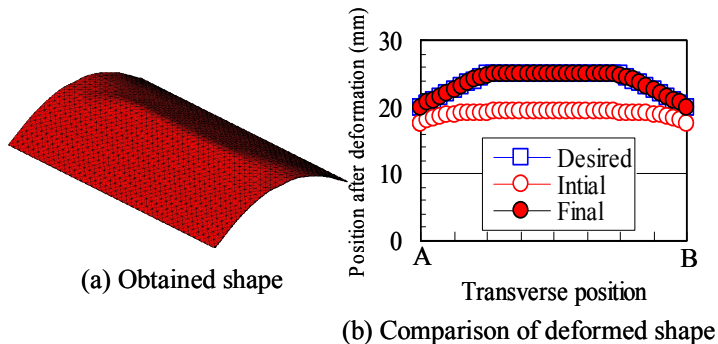 (a) Obtained shape
Position after deformation (mm)
30
20
10
0
Desired
Intial
Final
A
B
Transverse position
(b) Comparison of deformed shape